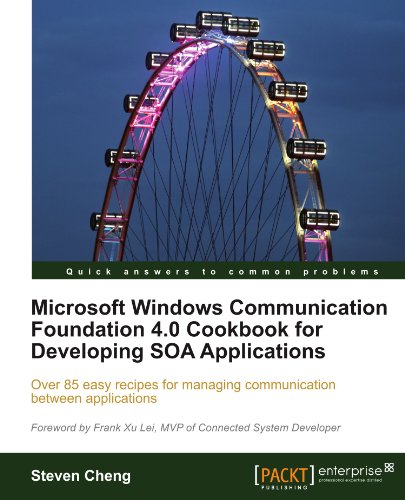 Quick answers to common problems
Microsoft Windows Communication
Foundation 4.0 Cookbook for
Developing SOA Applications
Over 85 easy recipes for managing communication
between applications
Foreword by Frank Xu Lei, MVP of Connected System Developer
Steven Cheng
[PACKT]
PUBLISHING
enterprise
professional expertise distilled